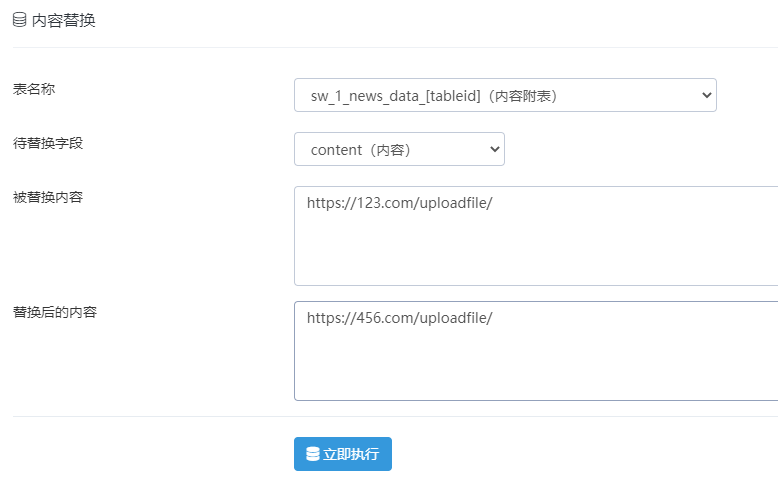 内容替换
表名称
sw_1_news_data_[tableid]（内容附表）
待替换字段
content（内容）
被替换内容
https://123.com/uploadfile/
替换后的内容
https://456.com/uploadfile/
立即执行